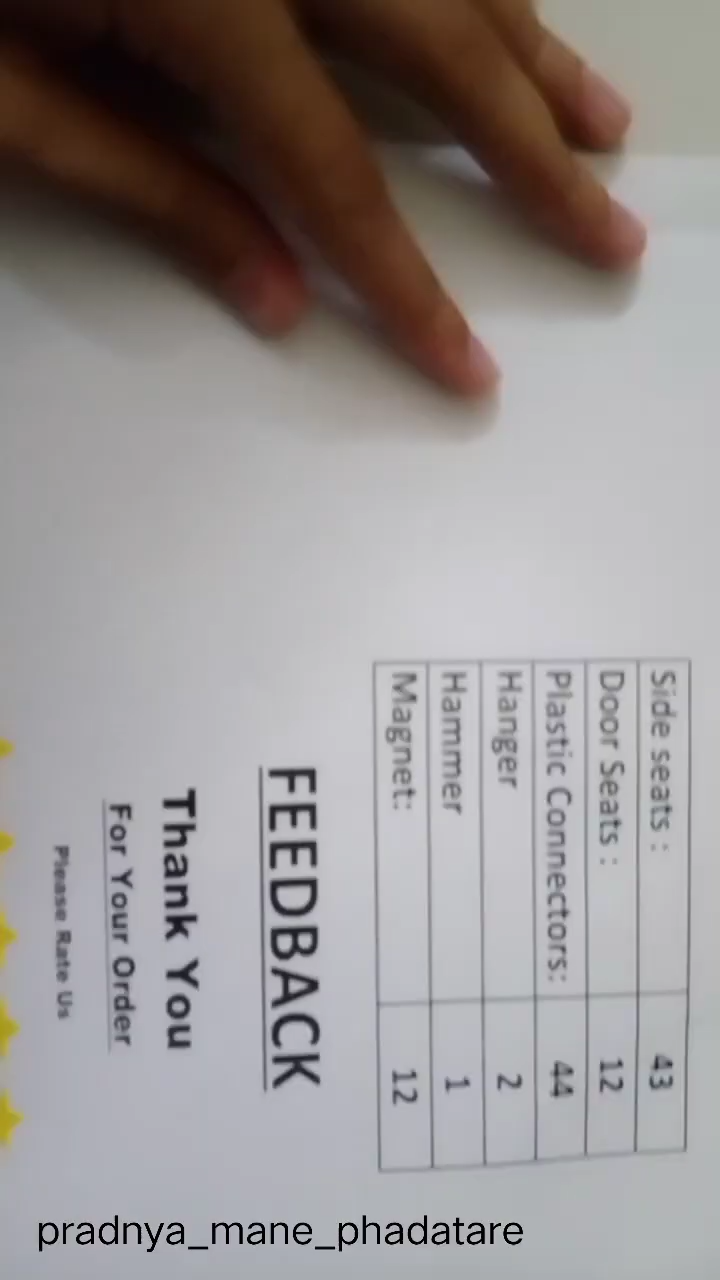 Side seats : 43
Door Seats : 12
Plastic Connectors: 44
Hanger 2
Hammer 1
Magnet: 12
FEEDBACK
Thank You
For Your Order
Please Rate Us
pradnya_mane_phadatare